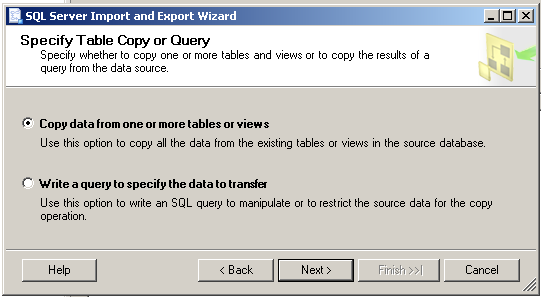 SQL Server Import and Export Wizard
Specify Table Copy or Query
Specify whether to copy one or more tables and views or to copy the results of a
query from the data source.
Copy data from one or more tables or views
Use this option to copy all the data from the existing tables or views in the source database.
Write a query to specify the data to transfer
Use this option to write an SQL query to manipulate or to restrict the source data for the copy
operation.
Help
< Back
Next >
Finish >>|
Cancel